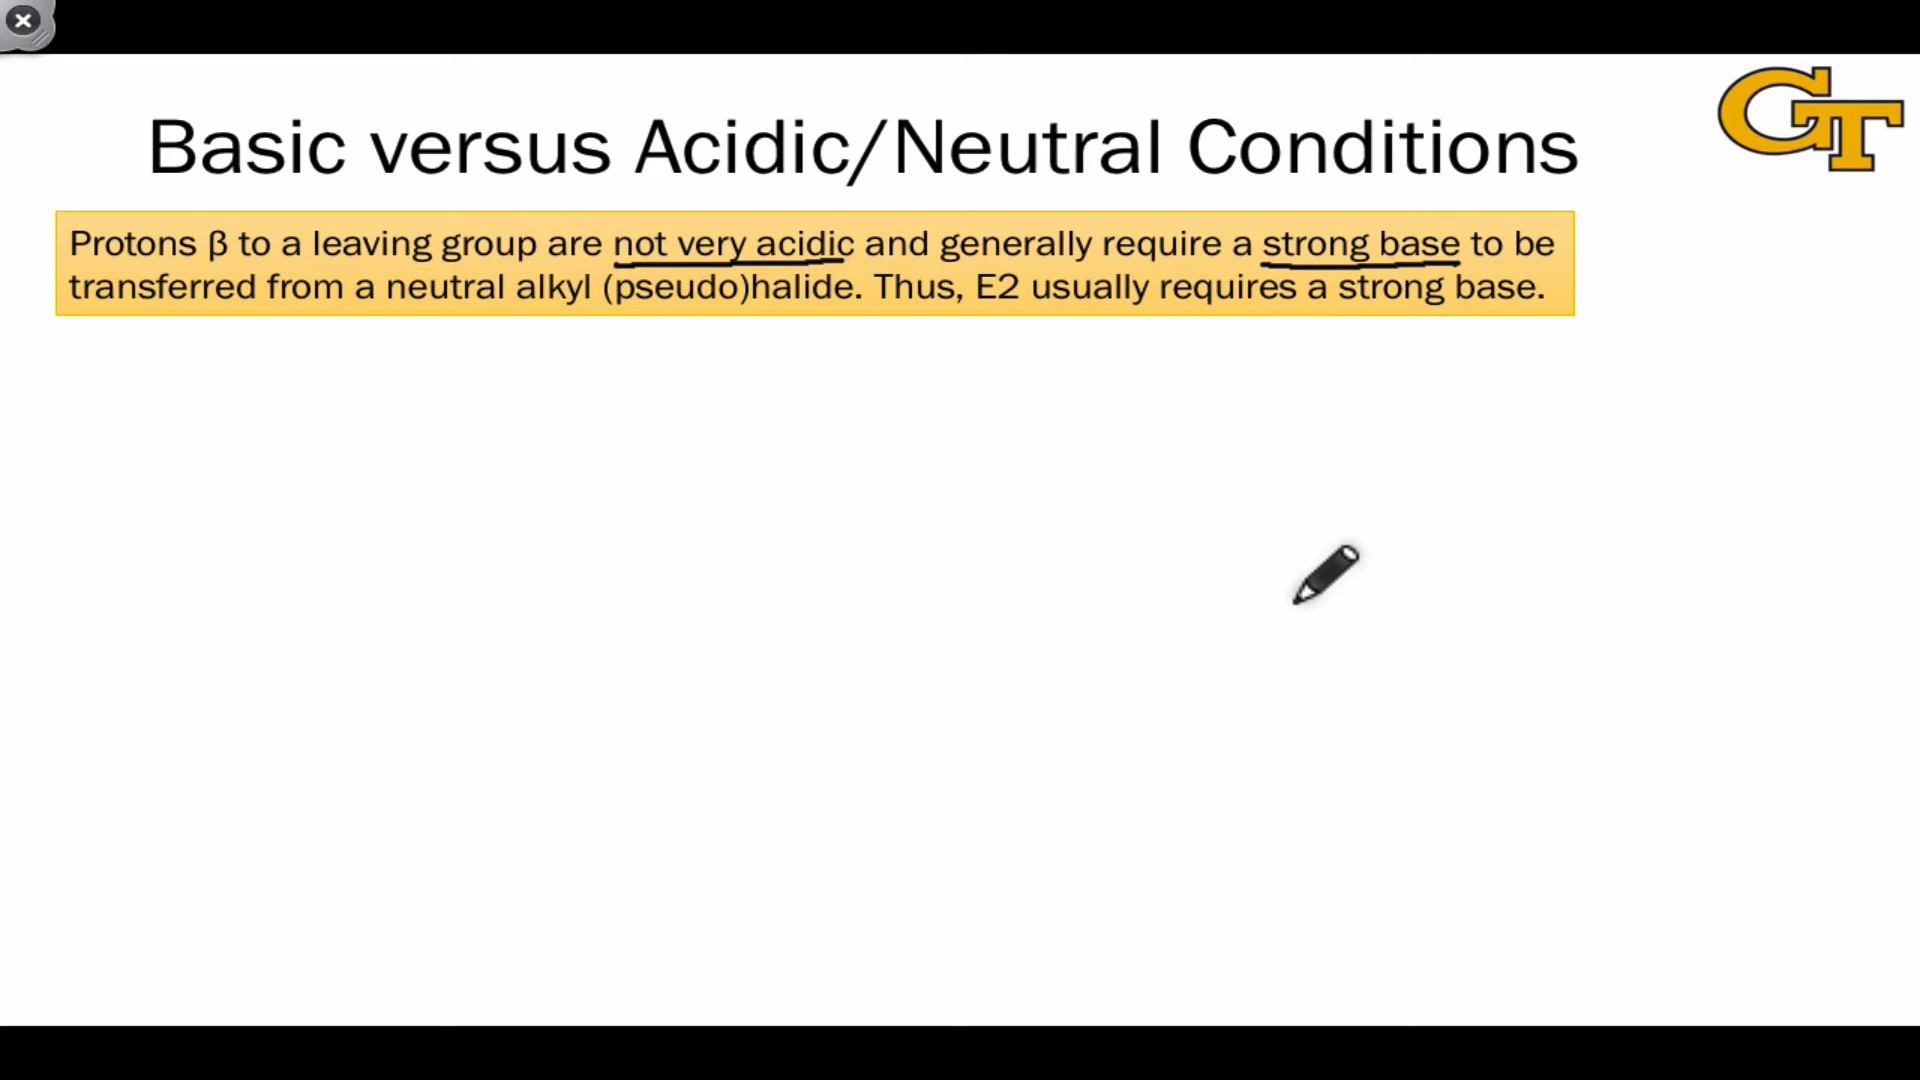 GT
Basic versus Acidic/Neutral Conditions
Protons β to a leaving group are not very acidic and generally require a strong base to be
transferred from a neutral alkyl (pseudo)halide. Thus, E2 usually requires a strong base.